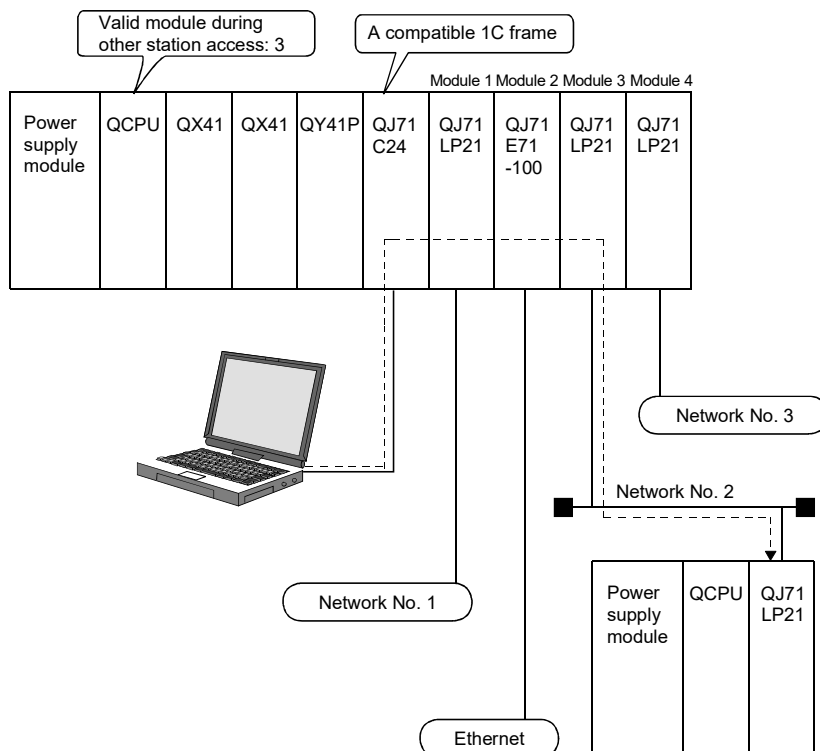 Valid module during
other station access: 3
A compatible 1C frame
Module 1 Module 2 Module 3 Module 4
Power
supply
module
QCPU
QX41
QX41
QY41P
QJ71
C24
QJ71
LP21
QJ71
E71
-100
QJ71
LP21
QJ71
LP21
Network No. 3
Network No. 2
Network No. 1
Power
supply
module
QCPU
QJ71
LP21
Ethernet